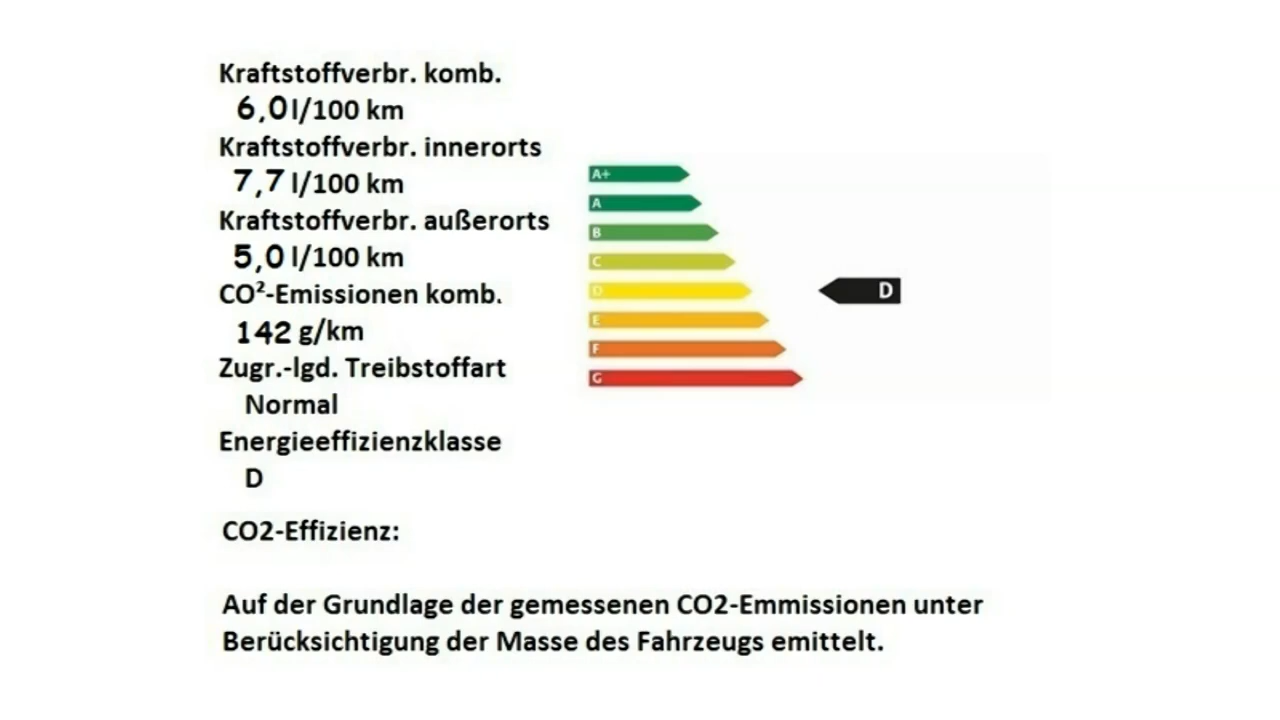 Kraftstoffverbr. komb.
6,0 l/100 km
Kraftstoffverbr. innerorts
7,7 l/100 km
Kraftstoffverbr. außerorts
5,0 l/100 km
CO²-Emissionen komb.
142 g/km
Zugr.-lgd. Treibstoffart
Normal
Energieeffizienzklasse
D
A+
A
B
C
D
E
F
G
D
CO2-Effizienz:
Auf der Grundlage der gemessenen CO2-Emmissionen unter
Berücksichtigung der Masse des Fahrzeugs emittelt.